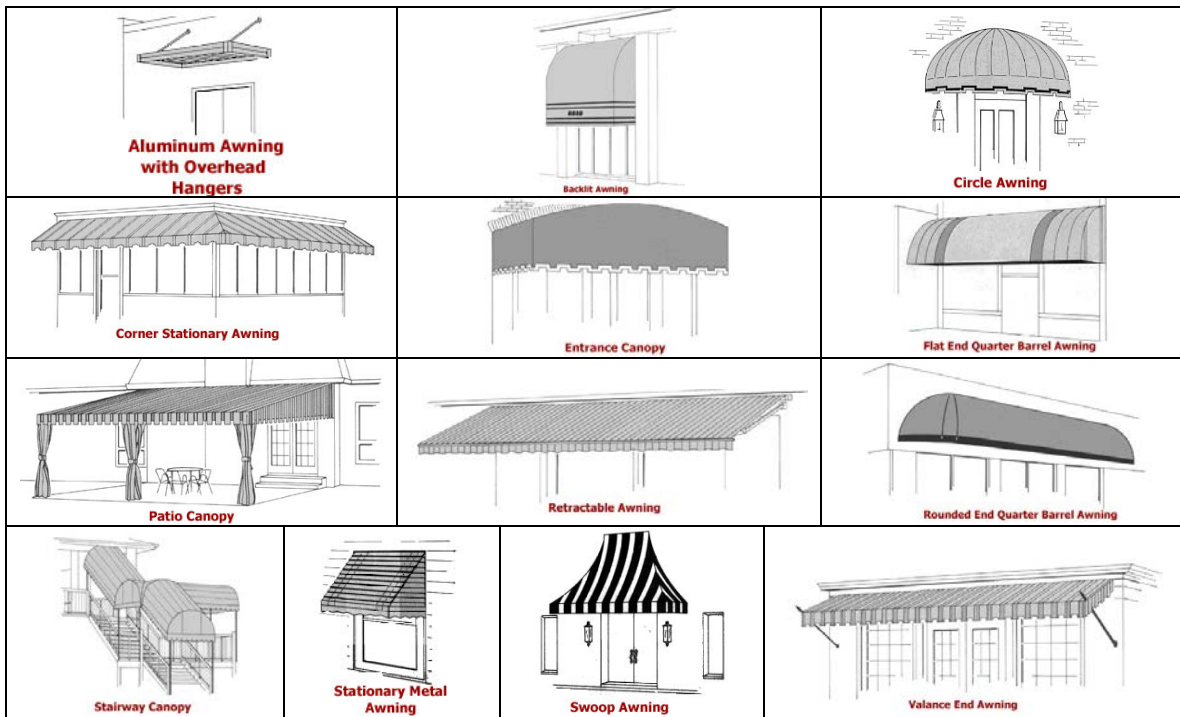 Aluminum Awning
with Overhead
Hangers
Backlit Awning
Circle Awning
Corner Stationary Awning
Entrance Canopy
Flat End Quarter Barrel Awning
Patio Canopy
Retractable Awning
Rounded End Quarter Barrel Awning
Stairway Canopy
Stationary Metal
Awning
Swoop Awning
Valance End Awning